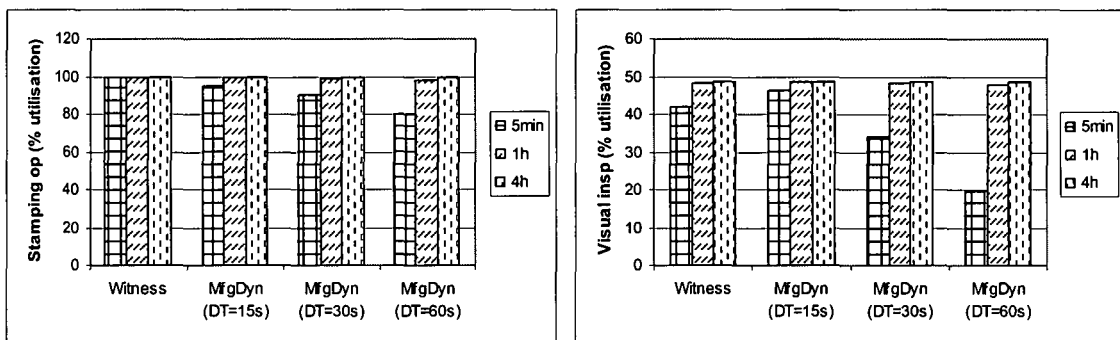 Stamping op (% utilisation)
120
100
80
60
40
20
0
Witness
MfgDyn
(DT=15s)
MfgDyn
(DT=30s)
MfgDyn
(DT=60s)
5min
1h
4h
Visual insp (% utilisation)
60
50
40
30
20
10
0
Witness
MfgDyn
(DT=15s)
MfgDyn
(DT=30s)
MfgDyn
(DT=60s)
5min
1h
4h